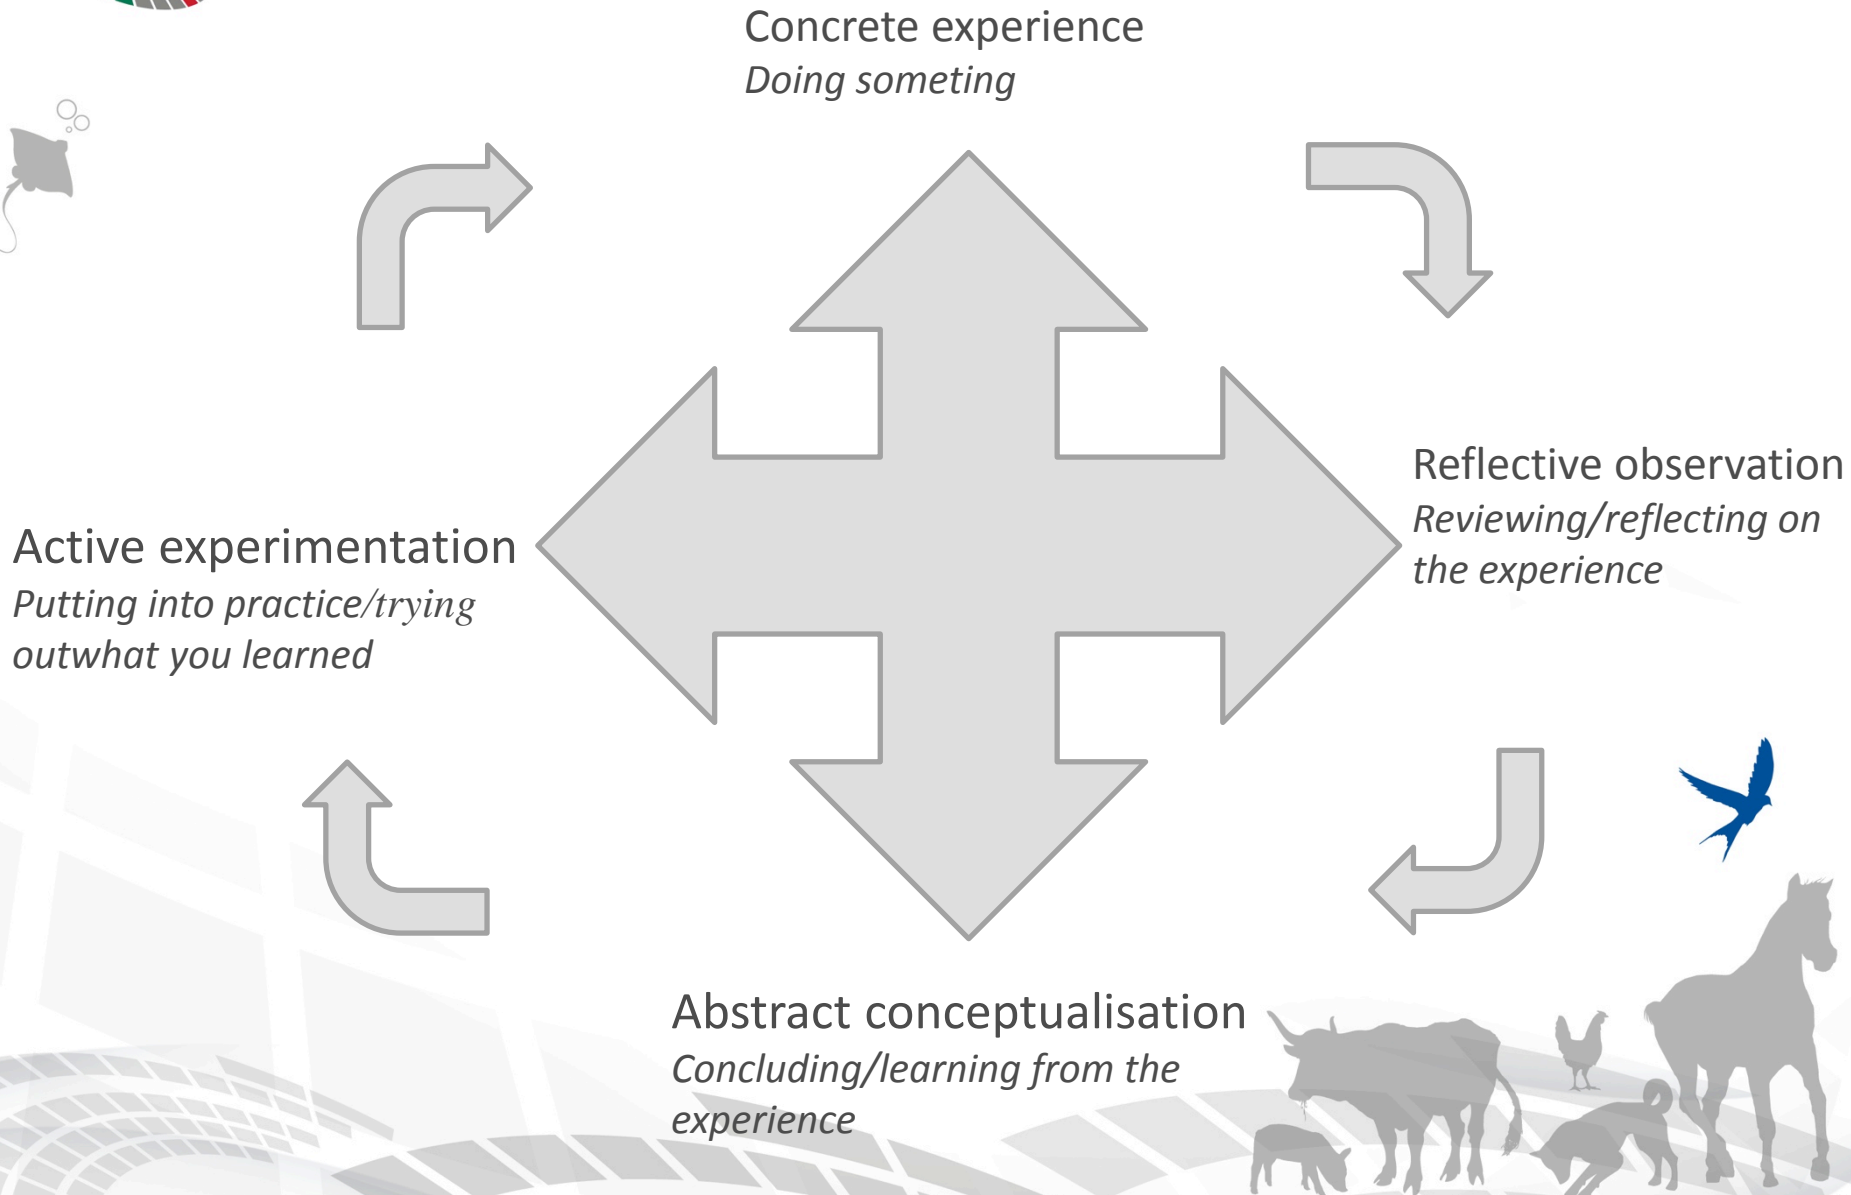 Concrete experience
Doing someting
Reflective observation
Reviewing/reflecting on
the experience
Active experimentation
Putting into practice/trying
outwhat you learned
Abstract conceptualisation
Concluding/learning from the
experience